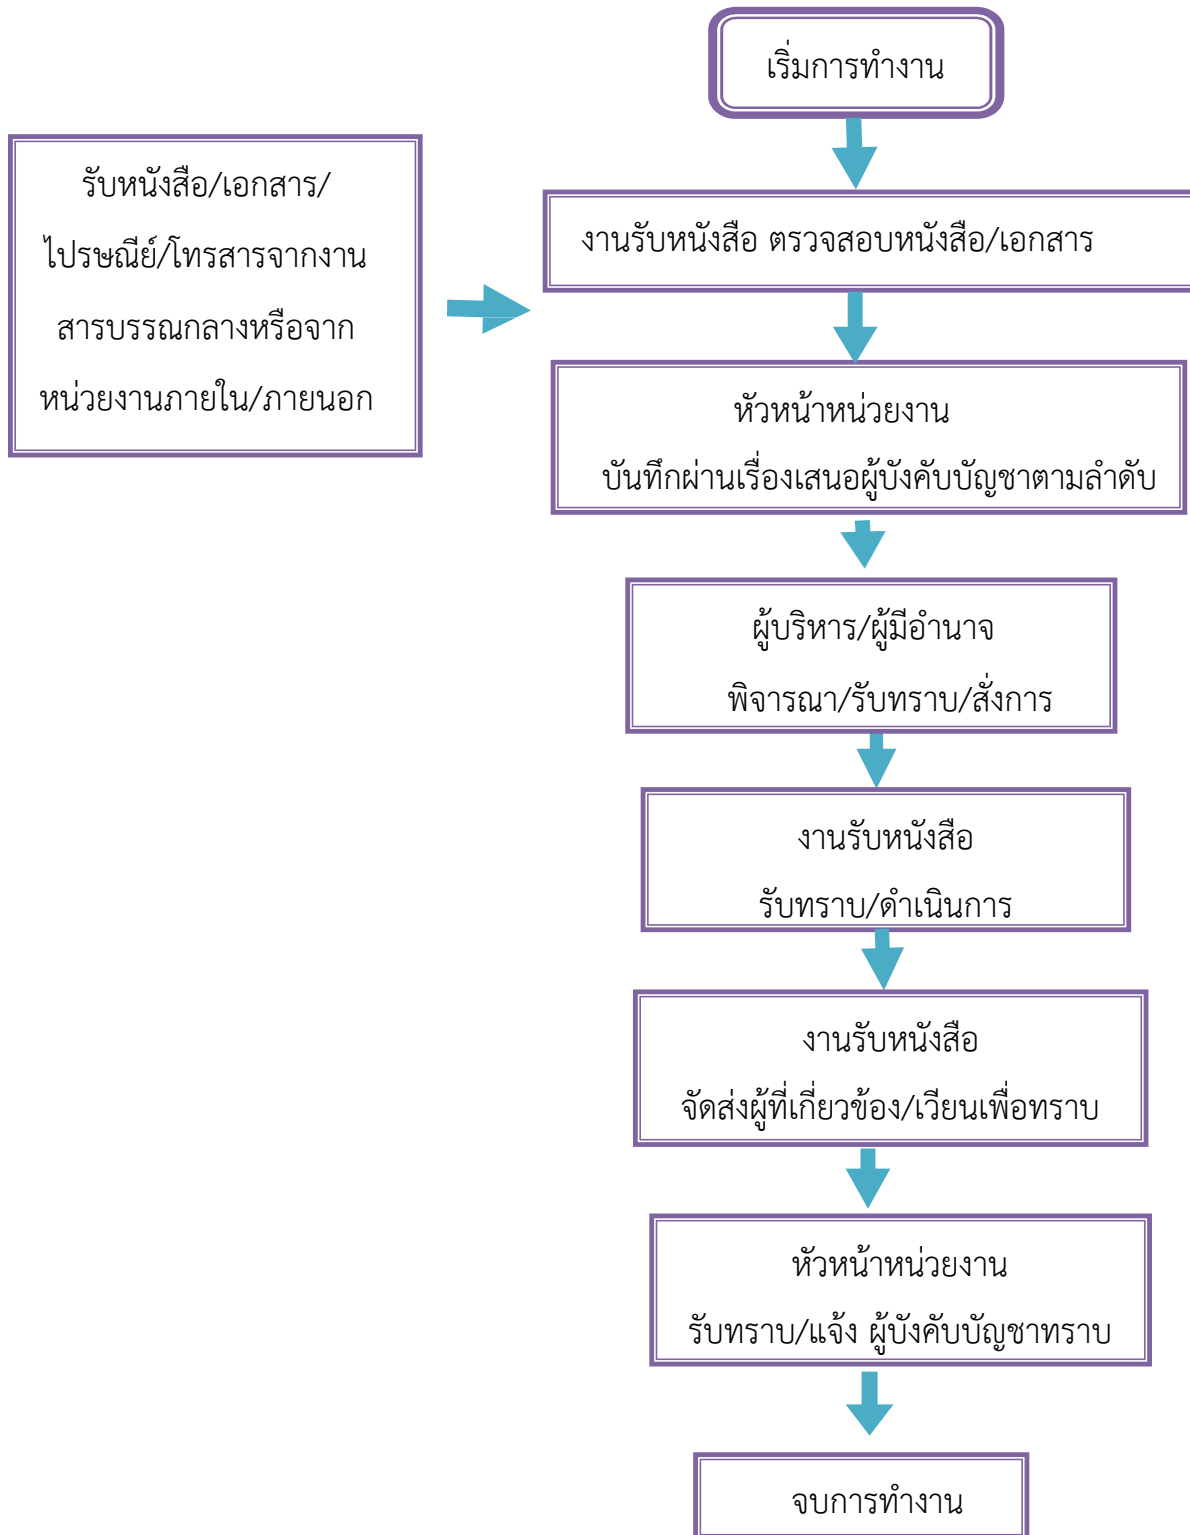 เริ่มการทำงาน
รับหนังสือ/เอกสาร/
ไปรษณีย์/โทรสารจากงาน
สารบรรณกลางหรือจาก
หน่วยงานภายใน/ภายนอก
งานรับหนังสือ ตรวจสอบหนังสือ/เอกสาร
หัวหน้าหน่วยงาน
บันทึกผ่านเรื่องเสนอผู้บังคับบัญชาตามลำดับ
ผู้บริหาร/ผู้มีอำนาจ
พิจารณา/รับทราบ/สั่งการ
งานรับหนังสือ
รับทราบ/ดำเนินการ
งานรับหนังสือ
จัดส่งผู้ที่เกี่ยวข้อง/เวียนเพื่อทราบ
หัวหน้าหน่วยงาน
รับทราบ/แจ้ง ผู้บังคับบัญชาทราบ
จบการทำงาน